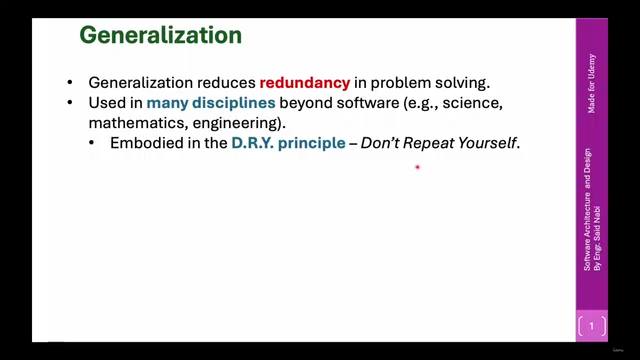 Generalization
• Generalization reduces redundancy in problem solving.
• Used in many disciplines beyond software (e.g., science,
mathematics, engineering).
• Embodied in the D.R.Y. principle – Don't Repeat Yourself.
Made for Udemy
Software Architecture and Design
By Engr. Said Nabi
1